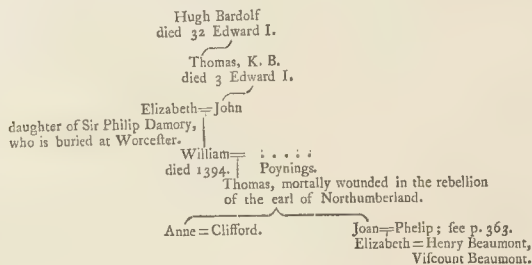 Hugh Bardolf
died 32 Edward I.
Thomas, K. B.
died 3 Edward I.
Elizabeth=John
daughter of Sir Philip Damory,
who is buried at Worceſter.
William= : . . . :
died 1394. Poynings.
Thomas, mortally wounded in the rebellion
of the earl of Northumberland.
Anne=Clifford. Joan=Phelip; ſee p. 363.
Elizabeth=Henry Beaumont,
Viſcount Beaumont.